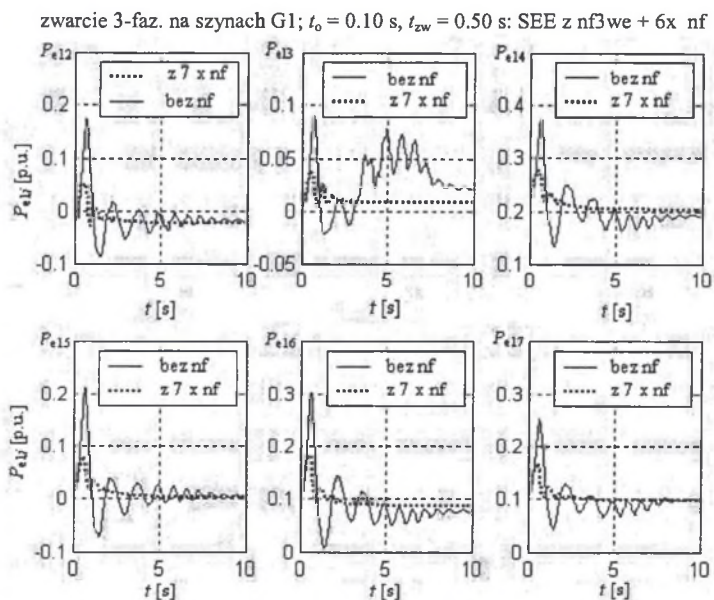 zwarcie 3-faz. na szynach G1; tₒ = 0.10 s, t_zw = 0.50 s: SEE z nf3we + 6x nf
P_e12
P_e13
P_e14
z 7 x nf
bez nf
bez nf
z 7 x nf
bez nf
z 7 x nf
0.2
0.1
0
-0.1
0.1
0.05
0
-0.05
0.4
0.3
0.2
0.1
P_e1j [p.u.]
0 5 10
0 5 10
0 5 10
t [s]
t [s]
t [s]
P_e15
P_e16
P_e17
bez nf
z 7 x nf
bez nf
z 7 x nf
bez nf
z 7 x nf
0.2
0.1
0
-0.1
0.3
0.2
0.1
0
0.3
0.2
0.1
0
P_e1j [p.u.]
0 5 10
0 5 10
0 5 10
t [s]
t [s]
t [s]